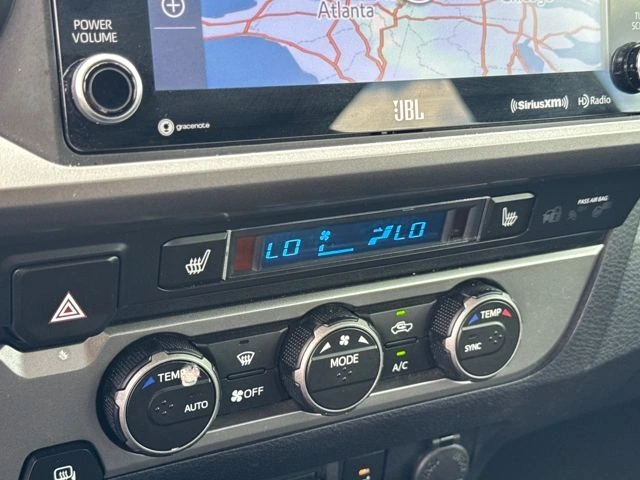 Atlanta
POWER
VOLUME
gracenote
JBL
SiriusXM
HD Radio
PASS AIR BAG
LO
LO
TEMP
AUTO
OFF
MODE
A/C
TEMP
SYNC